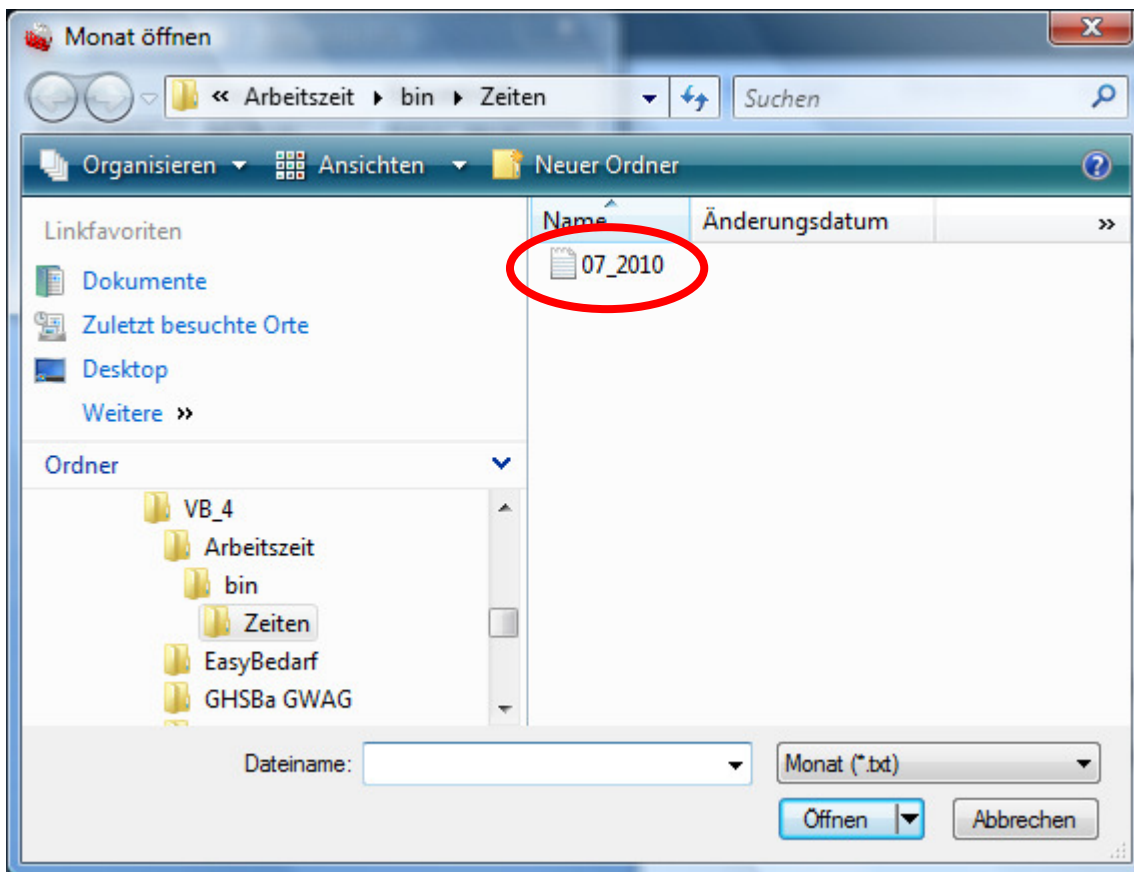 Monat öffnen
« Arbeitszeit bin Zeiten Suchen
Organisieren Ansichten Neuer Ordner
Linkfavoriten
Dokumente
Zuletzt besuchte Orte
Desktop
Weitere »
Name Änderungsdatum »
07_2010
Ordner
VB_4
Arbeitszeit
bin
Zeiten
EasyBedarf
GHSBa GWAG
Dateiname: Monat (*.txt)
Öffnen Abbrechen